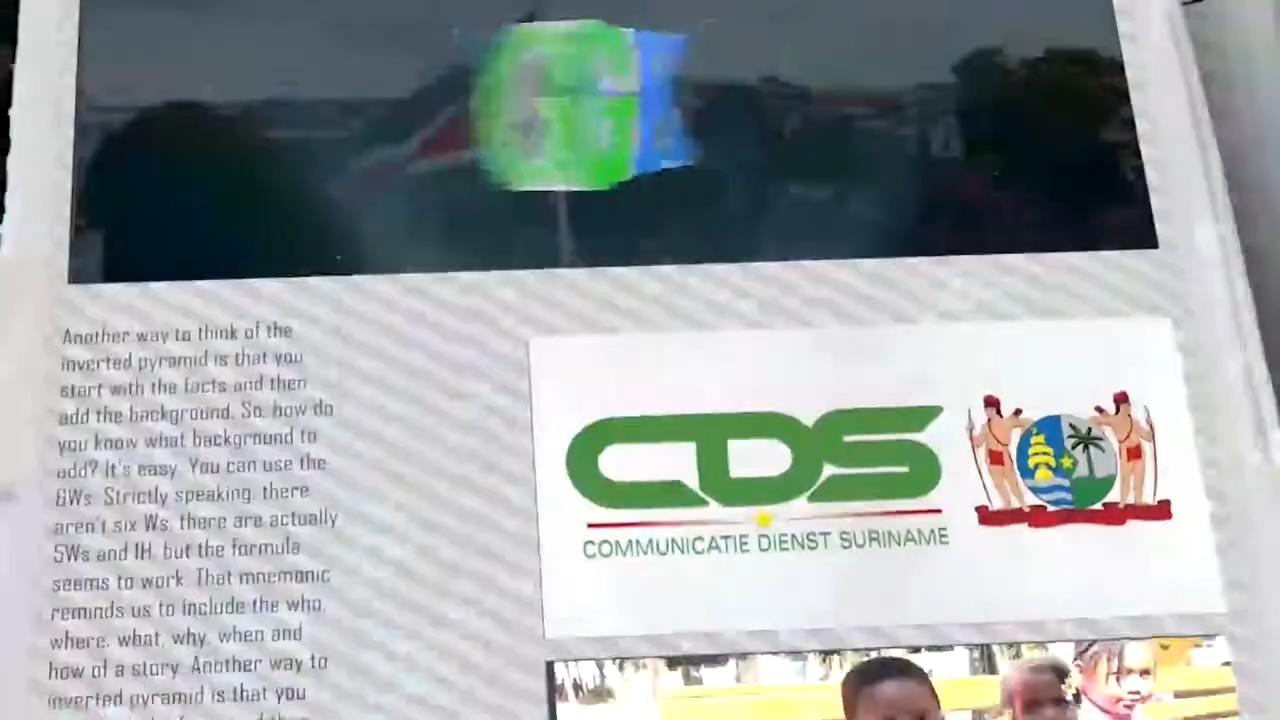 G
Another way to think of the
inverted pyramid is that you
start with the facts and then
add the background. So, how do
you know what background to
add? It's easy. You can use the
6Ws. Strictly speaking, there
aren't six Ws, there are actually
5Ws and 1H, but the formula
seems to work. That mnemonic
reminds us to include the who,
where, what, why, when and
how of a story. Another way to
inverted pyramid is that you
CDS
COMMUNICATIE DIENST SURINAME